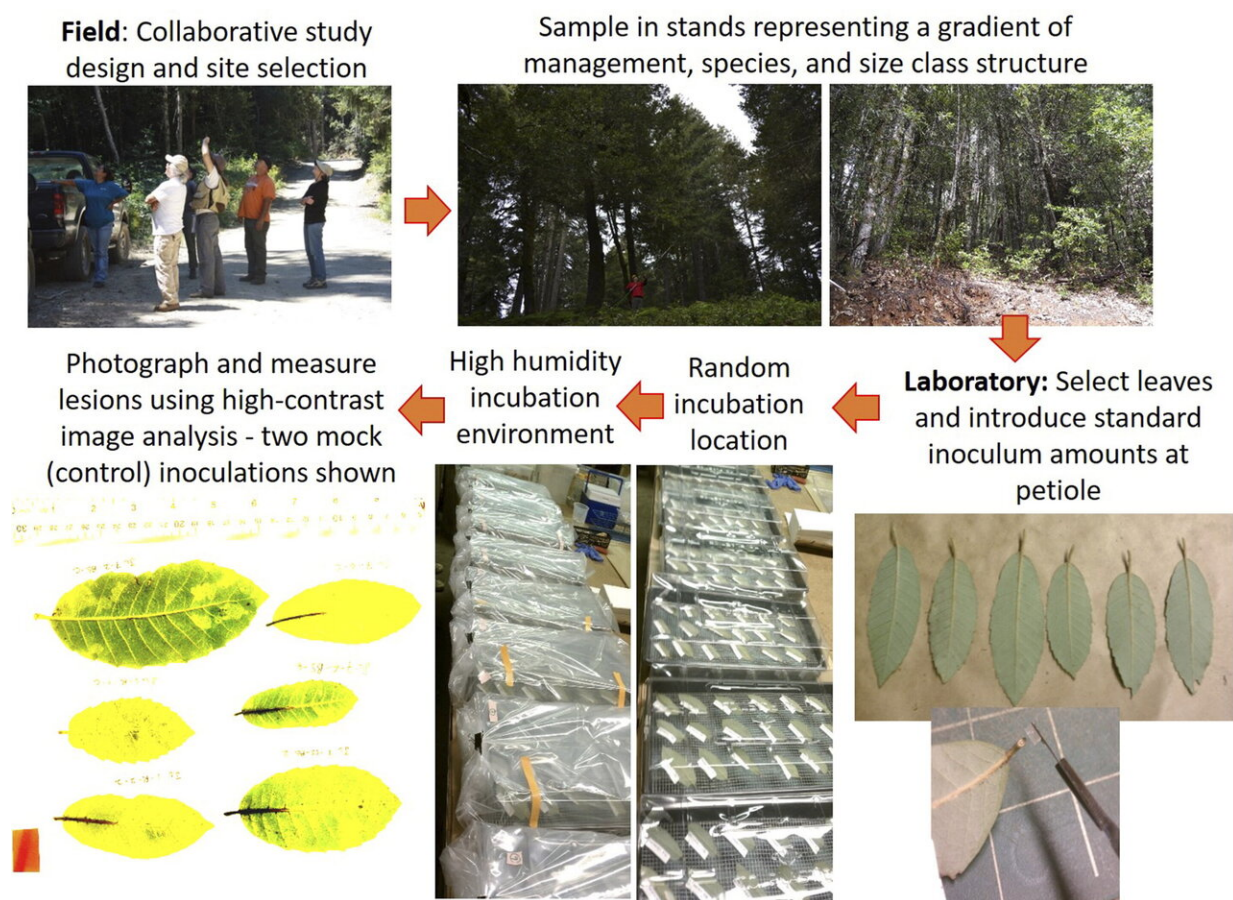 Field: Collaborative study
design and site selection
Sample in stands representing a gradient of
management, species, and size class structure
Laboratory: Select leaves
and introduce standard
inoculum amounts at
petiole
Random
incubation
location
High humidity
incubation
environment
Photograph and measure
lesions using high-contrast
image analysis - two mock
(control) inoculations shown